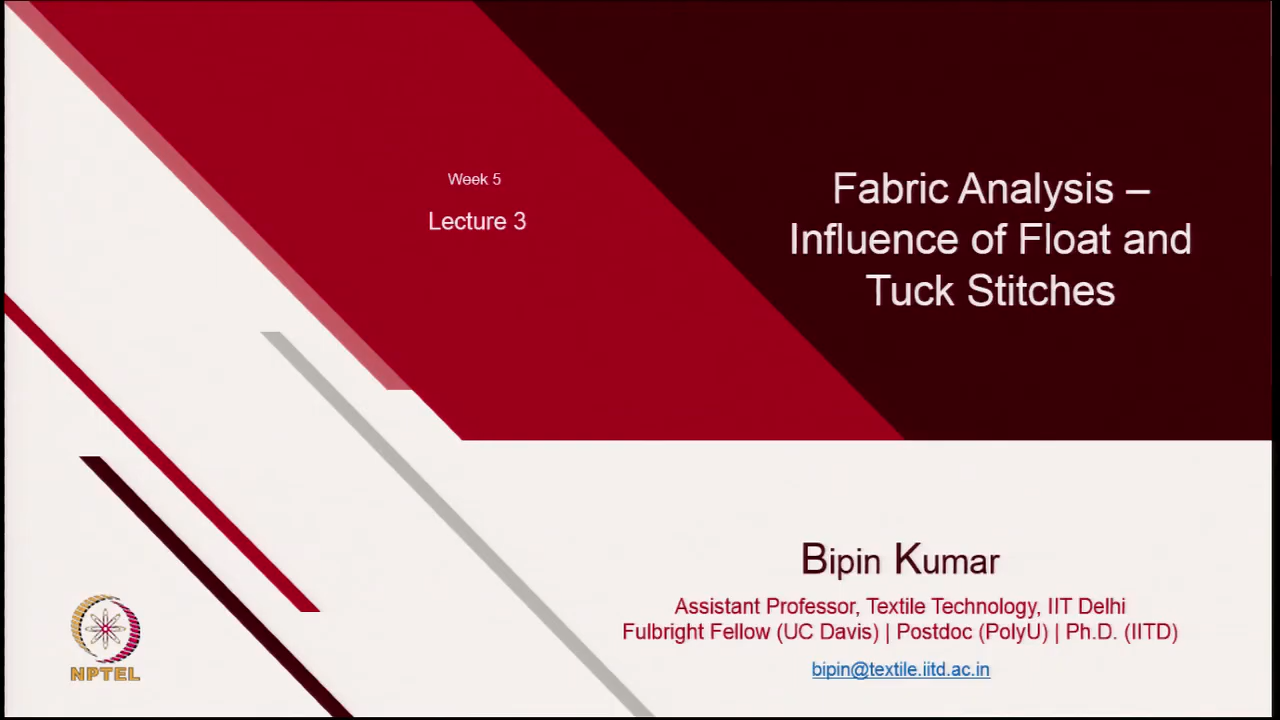 Week 5
Lecture 3
Fabric Analysis –
Influence of Float and
Tuck Stitches
Bipin Kumar
Assistant Professor, Textile Technology, IIT Delhi
Fulbright Fellow (UC Davis) | Postdoc (PolyU) | Ph.D. (IITD)
bipin@textile.iitd.ac.in
NPTEL